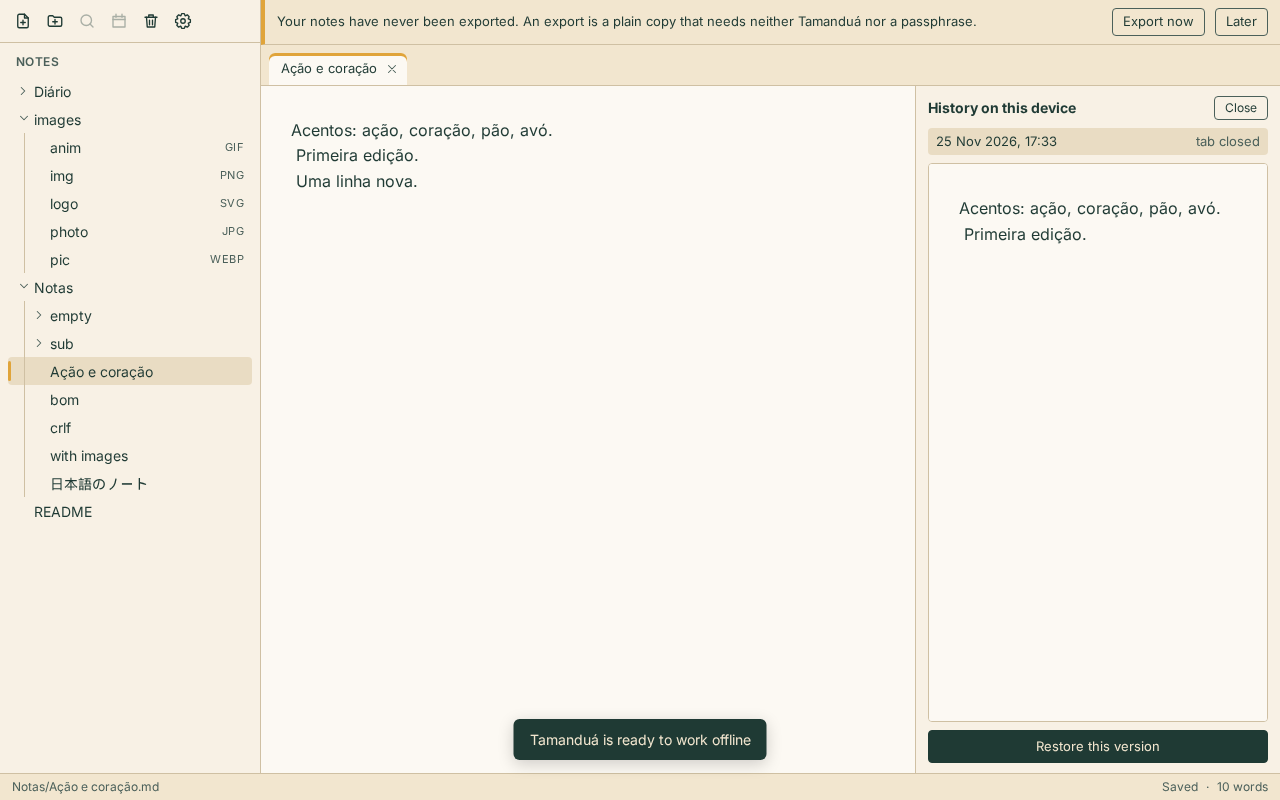 Your notes have never been exported. An export is a plain copy that needs neither Tamanduá nor a passphrase.
Export now
Later
NOTES
Diário
images
anim GIF
img PNG
logo SVG
photo JPG
pic WEBP
Notas
empty
sub
Ação e coração
bom
crlf
with images
日本語のノート
README
Ação e coração
Acentos: ação, coração, pão, avó.
Primeira edição.
Uma linha nova.
History on this device
Close
25 Nov 2026, 17:33 tab closed
Acentos: ação, coração, pão, avó.
Primeira edição.
Restore this version
Tamanduá is ready to work offline
Notas/Ação e coração.md
Saved · 10 words